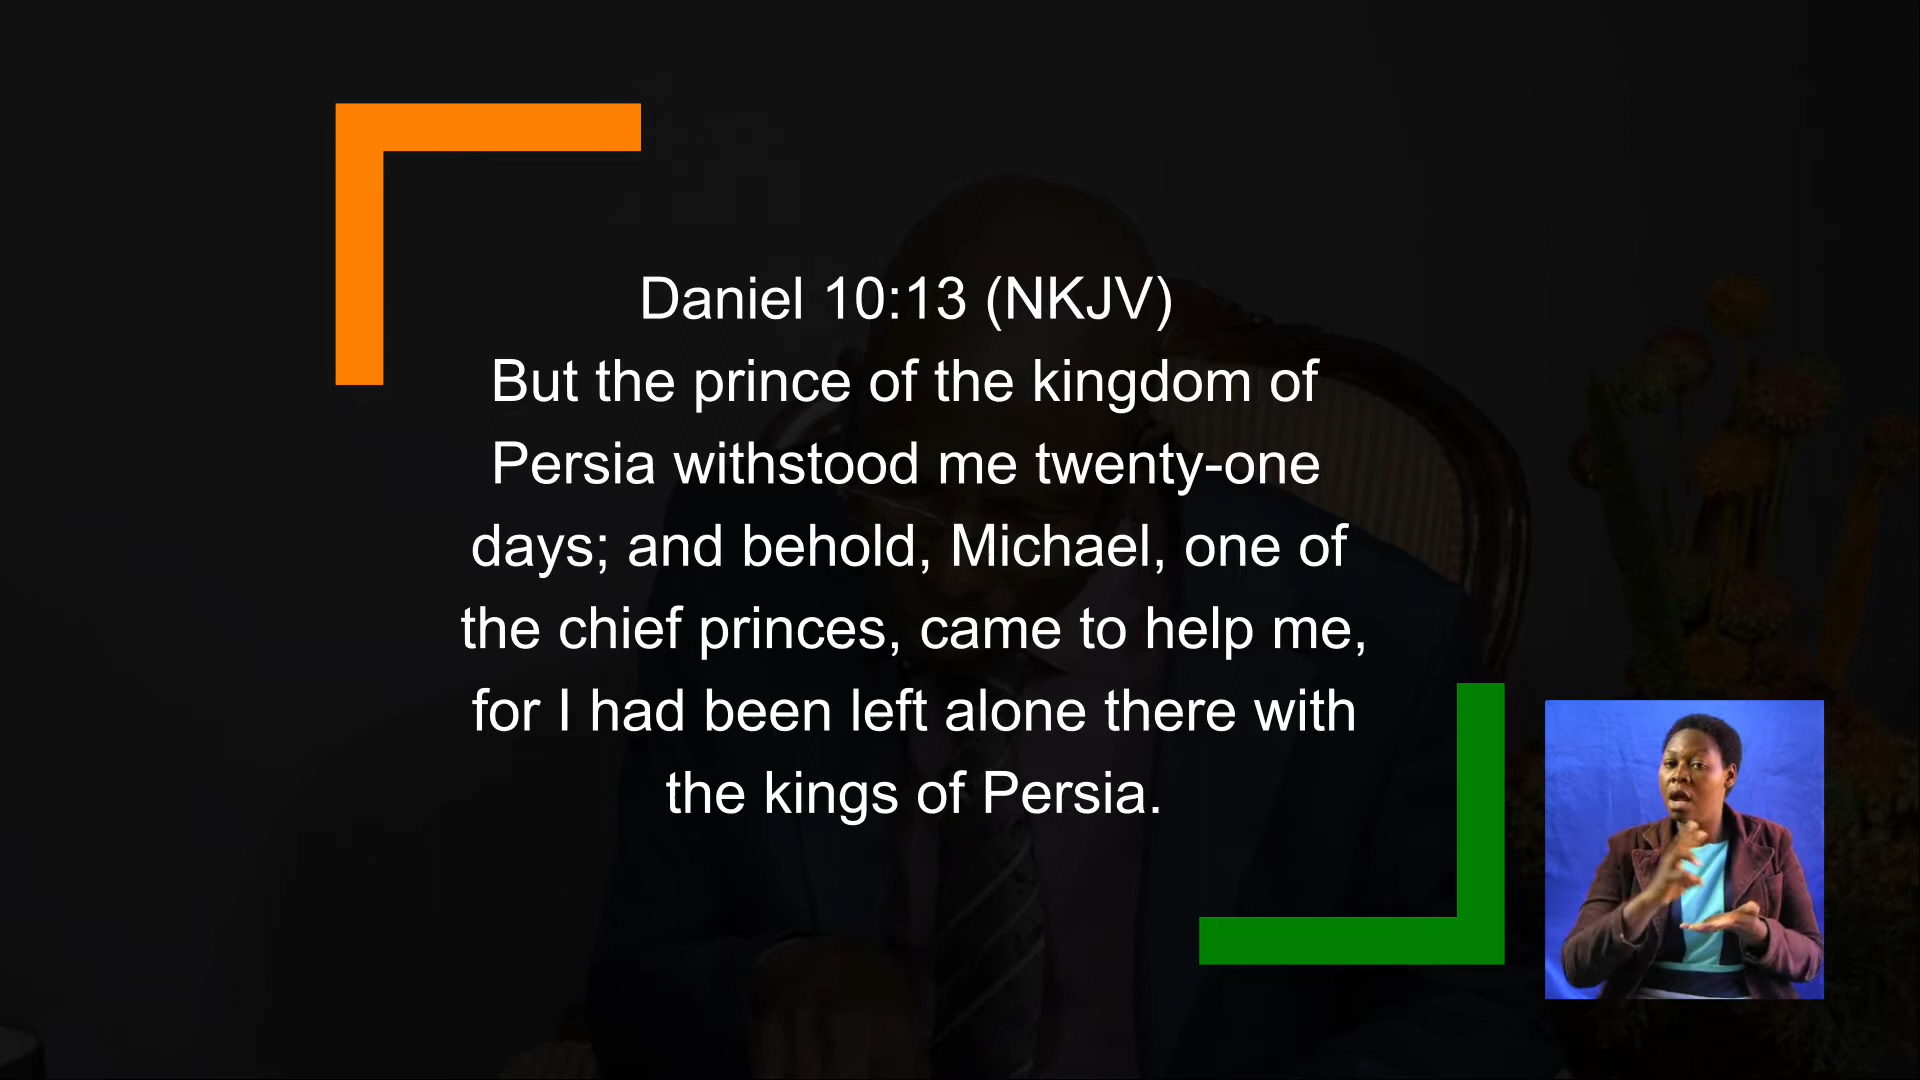 Daniel 10:13 (NKJV)
But the prince of the kingdom of
Persia withstood me twenty-one
days; and behold, Michael, one of
the chief princes, came to help me,
for I had been left alone there with
the kings of Persia.